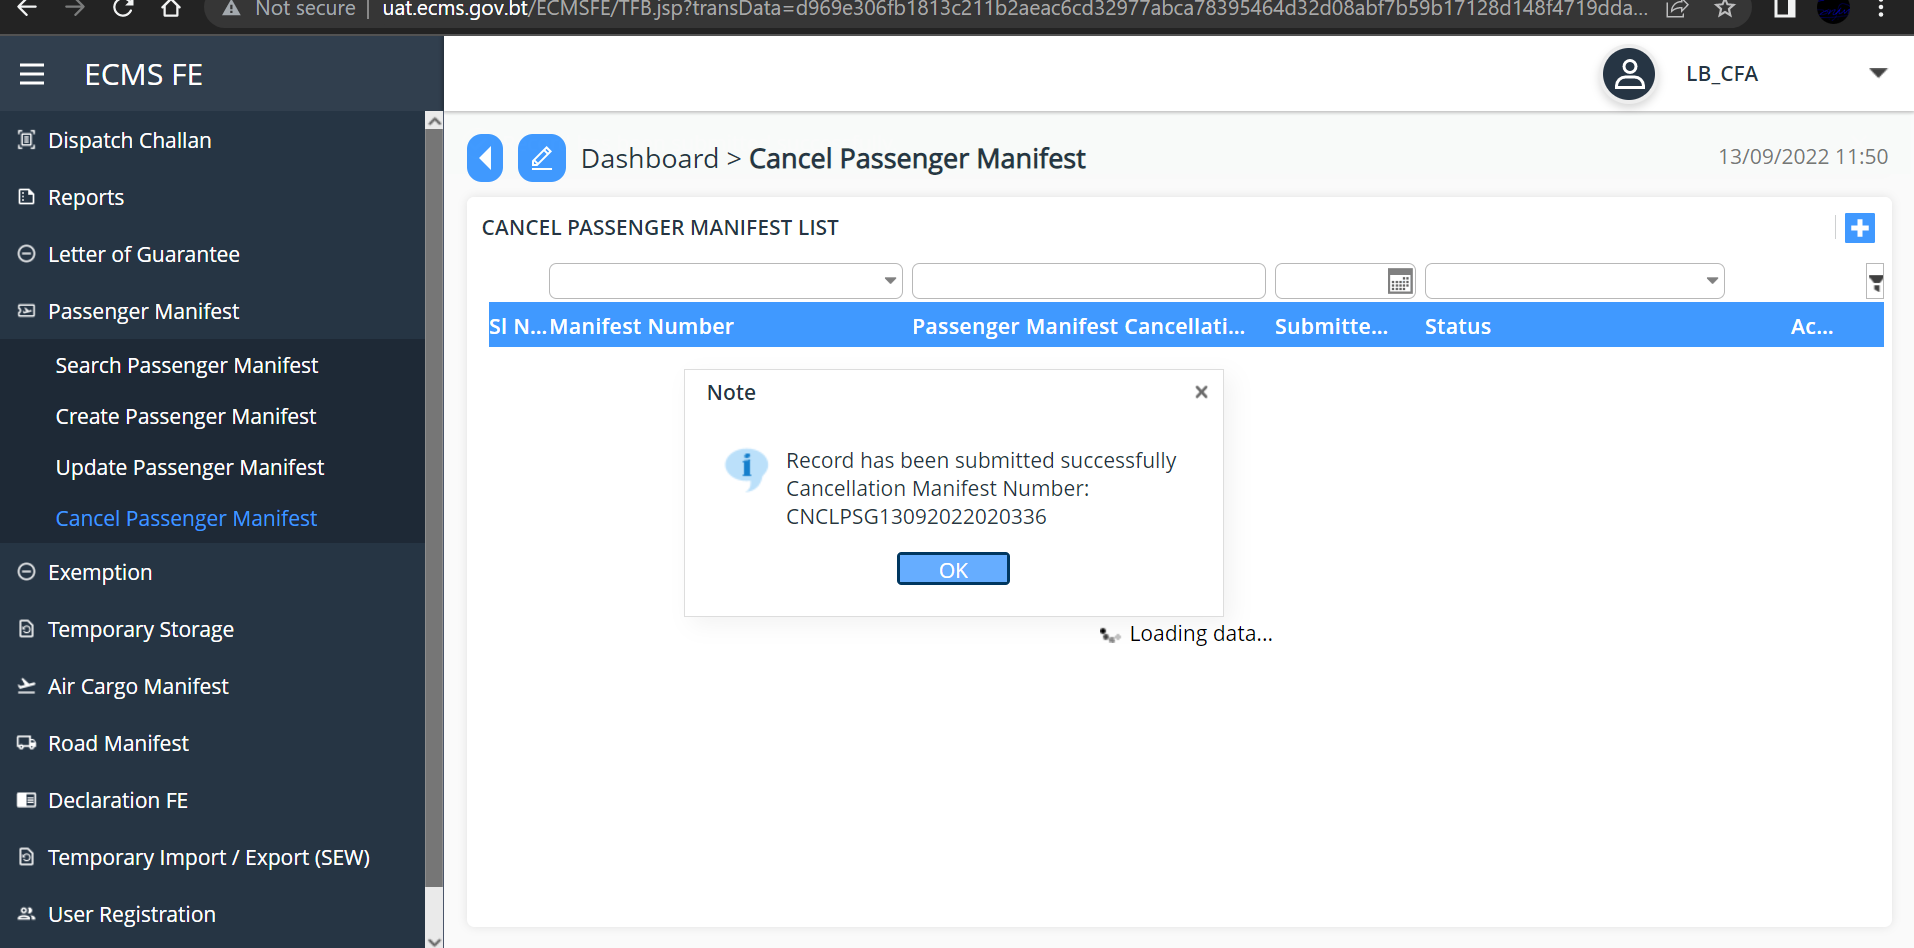 Not secure | uat.ecms.gov.bt/ECMSFE/TFB.jsp?transData=d969e306fb1813c211b2aeac6cd32977abca78395464d32d08abf7b59b17128d148f4719dda...
ECMS FE
LB_CFA
Dispatch Challan
Reports
Letter of Guarantee
Passenger Manifest
Search Passenger Manifest
Create Passenger Manifest
Update Passenger Manifest
Cancel Passenger Manifest
Exemption
Temporary Storage
Air Cargo Manifest
Road Manifest
Declaration FE
Temporary Import / Export (SEW)
User Registration
Dashboard > Cancel Passenger Manifest
13/09/2022 11:50
CANCEL PASSENGER MANIFEST LIST
Sl N... Manifest Number Passenger Manifest Cancellati... Submitte... Status Ac...
Note
Record has been submitted successfully
Cancellation Manifest Number:
CNCLPSG13092022020336
OK
Loading data...